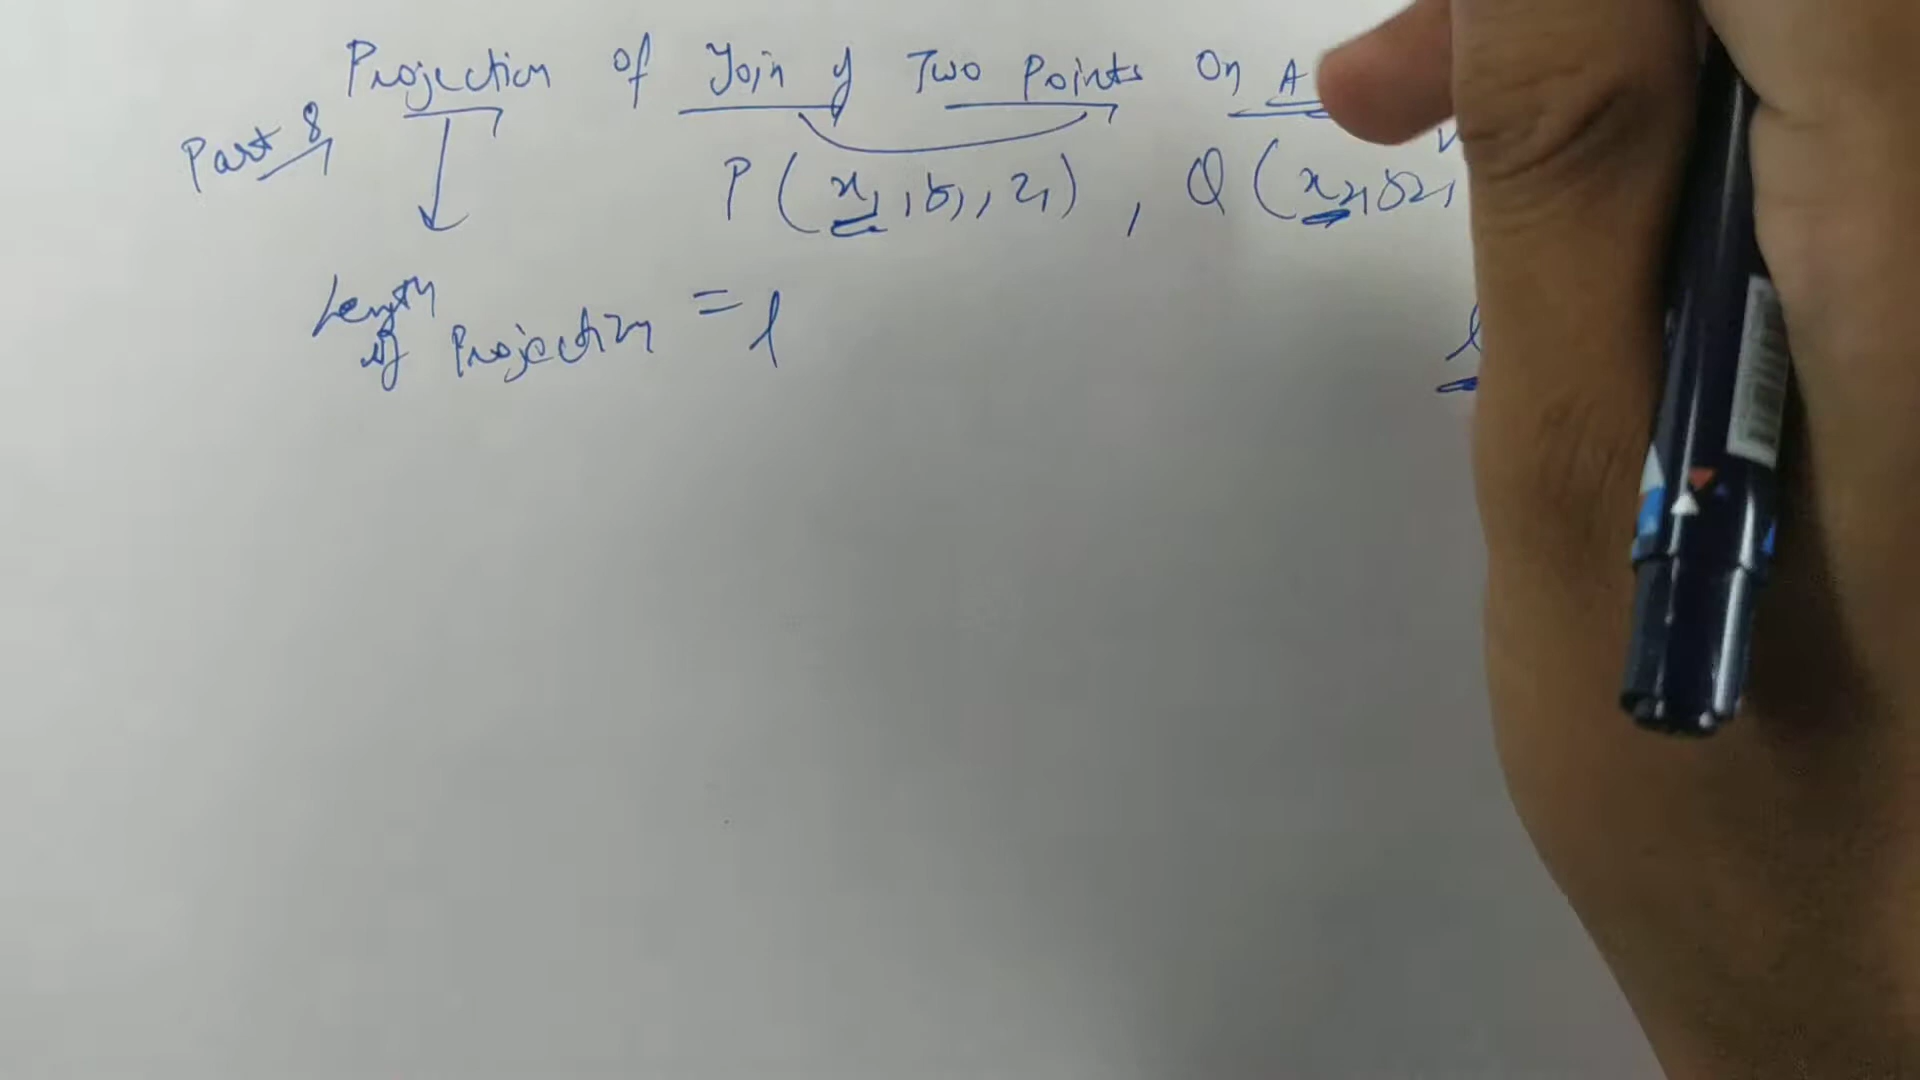 Projection of Join of Two Points On A
Part 8
P (x1, y1, z1), Q (x2, y2,
Length of Projection = l
l